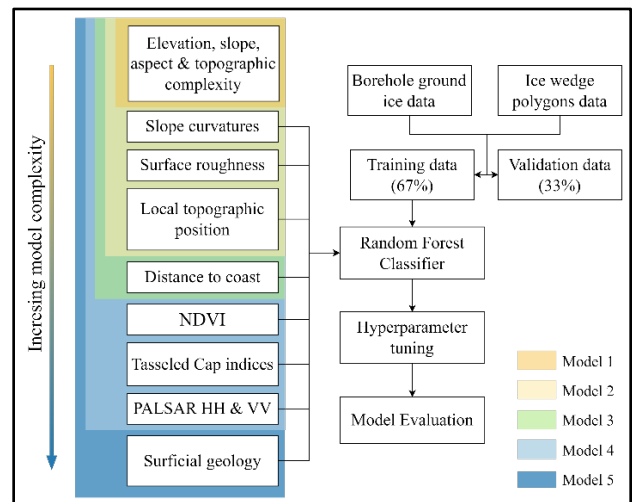 Incresing model complexity
Elevation, slope,
aspect & topographic
complexity
Slope curvatures
Surface roughness
Local topographic
position
Distance to coast
NDVI
Tasseled Cap indices
PALSAR HH & VV
Surficial geology
Borehole ground
ice data
Ice wedge
polygons data
Training data
(67%)
Validation data
(33%)
Random Forest
Classifier
Hyperparameter
tuning
Model Evaluation
Model 1
Model 2
Model 3
Model 4
Model 5